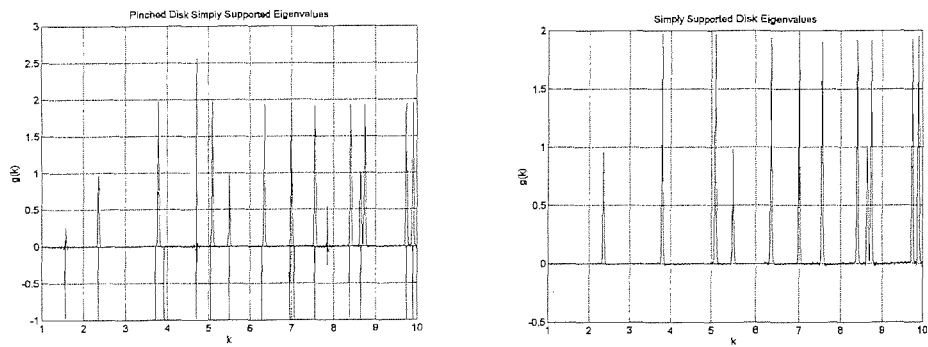 Pinched Disk Simply Supported Eigenvalues
3
2.5
2
1.5
1
0.5
0
-0.5
-1
g(k)
1 2 3 4 5 6 7 8 9 10
k
Simply Supported Disk Eigenvalues
2
1.5
1
0.5
0
-0.5
g(k)
1 2 3 4 5 6 7 8 9 10
k